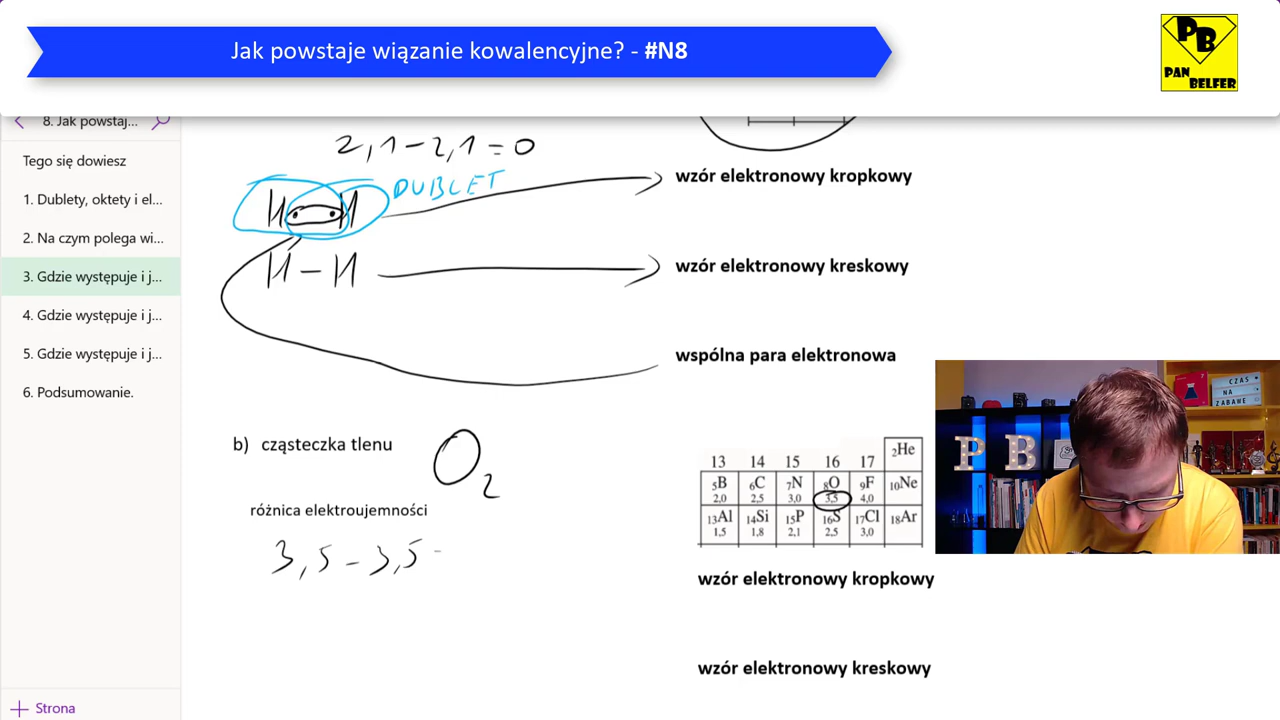 Jak powstaje wiązanie kowalencyjne? - #N8
PB
PAN
BELFER
8. Jak powstaj...
Tego się dowiesz
1. Dublety, oktety i el...
2. Na czym polega wi...
3. Gdzie występuje i j...
4. Gdzie występuje i j...
5. Gdzie występuje i j...
6. Podsumowanie.
Strona
2,1-2,1=0
DUBLET
H··H
wzór elektronowy kropkowy
H-H
wzór elektronowy kreskowy
wspólna para elektronowa
b) cząsteczka tlenu
O₂
różnica elektroujemności
3,5-3,5
13 14 15 16 17 ₂He
₅B ₆C ₇N ₈O ₉F ₁₀Ne
2,0 2,5 3,0 3,5 4,0
₁₃Al ₁₄Si ₁₅P ₁₆S ₁₇Cl ₁₈Ar
1,5 1,8 2,1 2,5 3,0
wzór elektronowy kropkowy
wzór elektronowy kreskowy
CZAS
NA
ZABAWE
P B